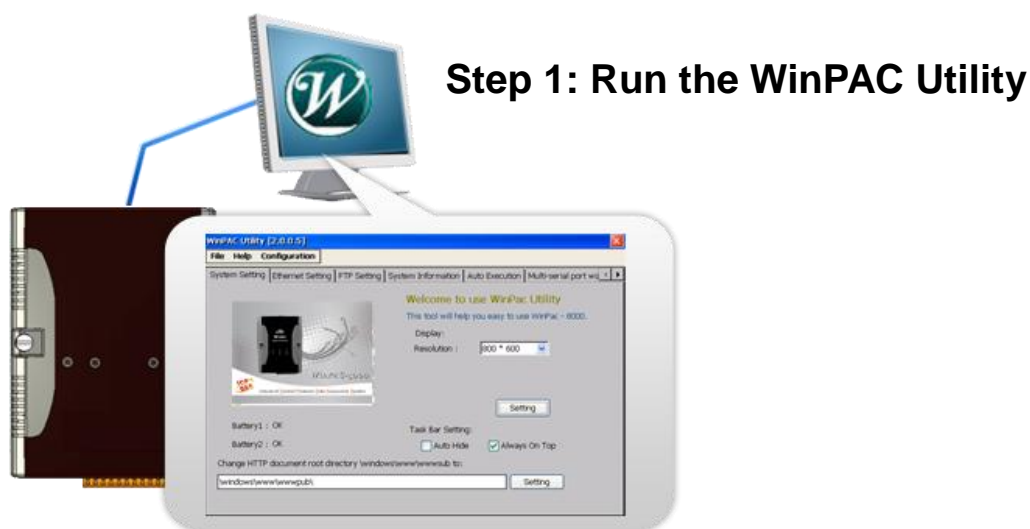 W
Step 1: Run the WinPAC Utility
WinPAC Utility [2.0.0.5]
File Help Configuration
System Setting Ethernet Setting FTP Setting System Information Auto Execution Multi-serial port
Welcome to use WinPac Utility
This tool will help you easy to use WinPac - 8000.
Display:
Resolution : 800 * 600
Setting
Battery1 : OK
Task Bar Setting:
Battery2 : OK
Auto Hide Always On Top
Change HTTP document root directory \windows\www\wwwsub to:
\windows\www\wwwpub\ Setting